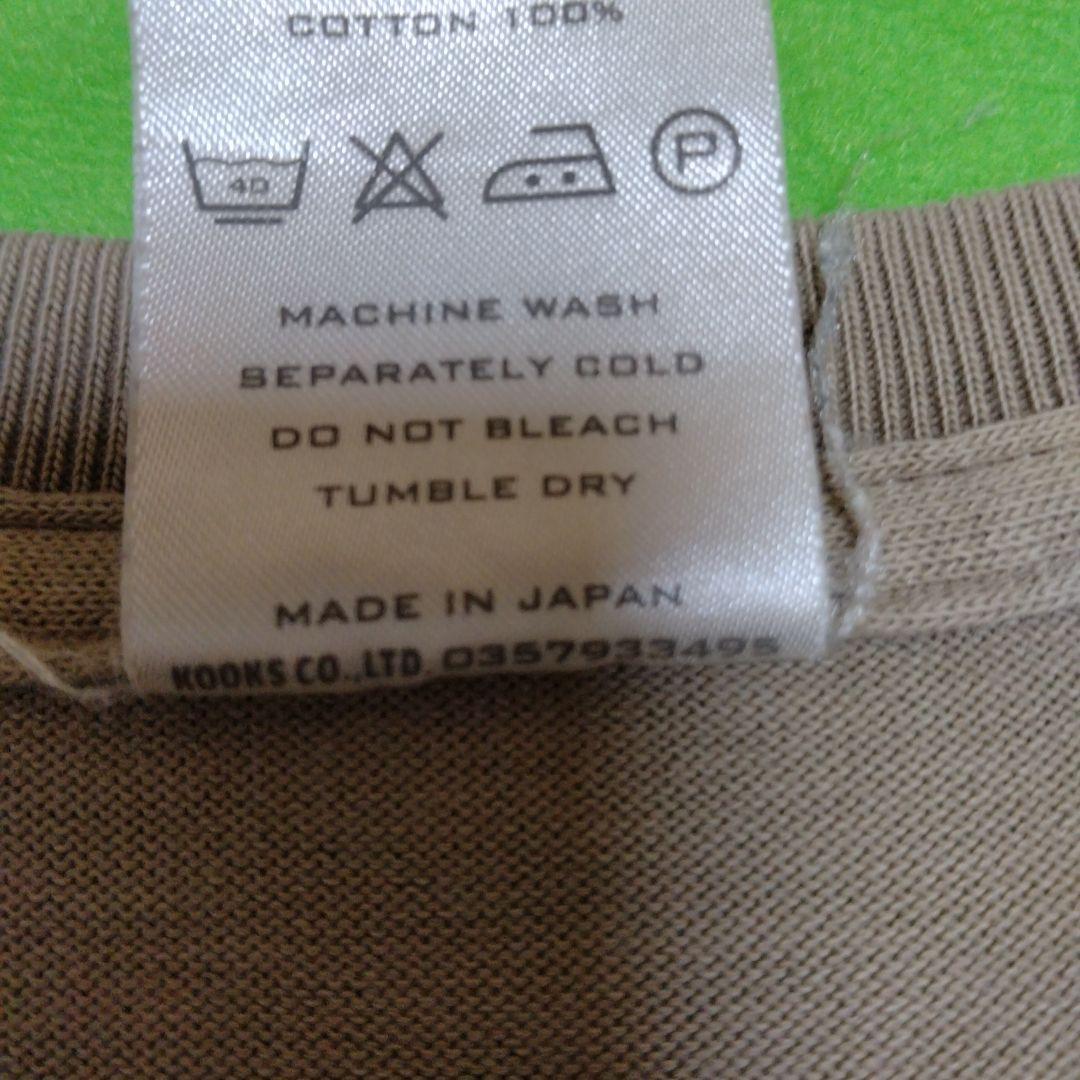 COTTON 100%
40
P
MACHINE WASH
SEPARATELY COLD
DO NOT BLEACH
TUMBLE DRY
MADE IN JAPAN
KOOKS CO.,LTD 0357933495